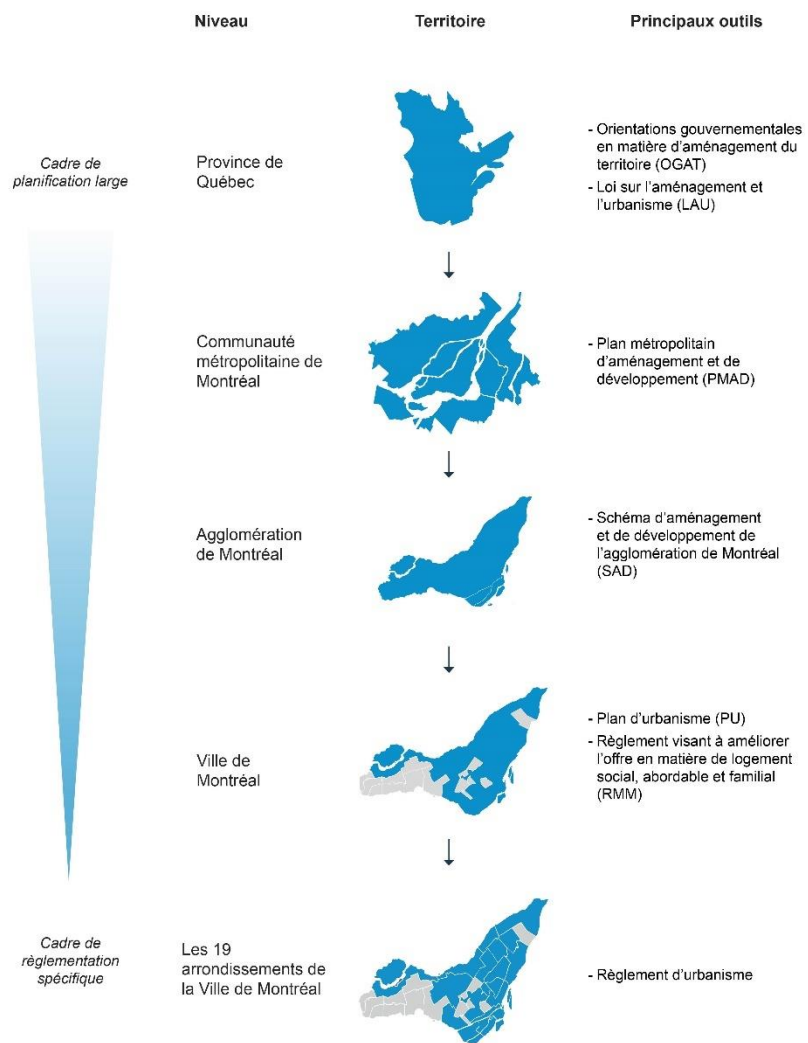 Niveau
Territoire
Principaux outils
Cadre de
planification large
Province de
Québec
- Orientations gouvernementales
en matière d'aménagement du
territoire (OGAT)
- Loi sur l'aménagement et
l'urbanisme (LAU)
Communauté
métropolitaine de
Montréal
- Plan métropolitain
d'aménagement et de
développement (PMAD)
Agglomération
de Montréal
- Schéma d'aménagement
et de développement de
l'agglomération de Montréal
(SAD)
Ville de
Montréal
- Plan d'urbanisme (PU)
- Règlement visant à améliorer
l'offre en matière de logement
social, abordable et familial
(RMM)
Cadre de
règlementation
spécifique
Les 19
arrondissements de
la Ville de Montréal
- Règlement d'urbanisme